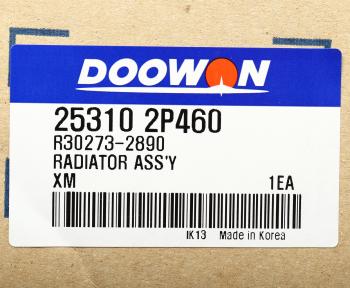 DOOWON
25310 2P460
R30273-2890
RADIATOR ASS'Y
XM 1EA
IK13 Made in Korea